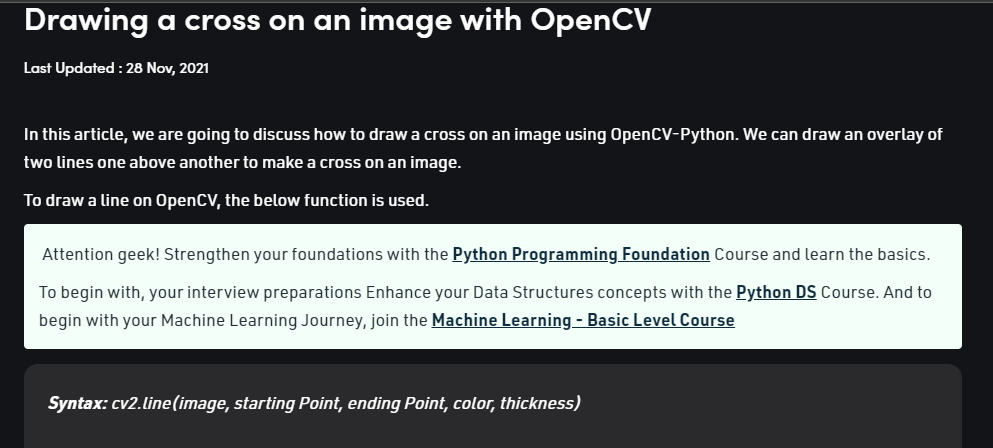 Drawing a cross on an image with OpenCV
Last Updated : 28 Nov, 2021
In this article, we are going to discuss how to draw a cross on an image using OpenCV-Python. We can draw an overlay of
two lines one above another to make a cross on an image.
To draw a line on OpenCV, the below function is used.
Attention geek! Strengthen your foundations with the Python Programming Foundation Course and learn the basics.
To begin with, your interview preparations Enhance your Data Structures concepts with the Python DS Course. And to
begin with your Machine Learning Journey, join the Machine Learning - Basic Level Course
Syntax: cv2.line(image, starting Point, ending Point, color, thickness)